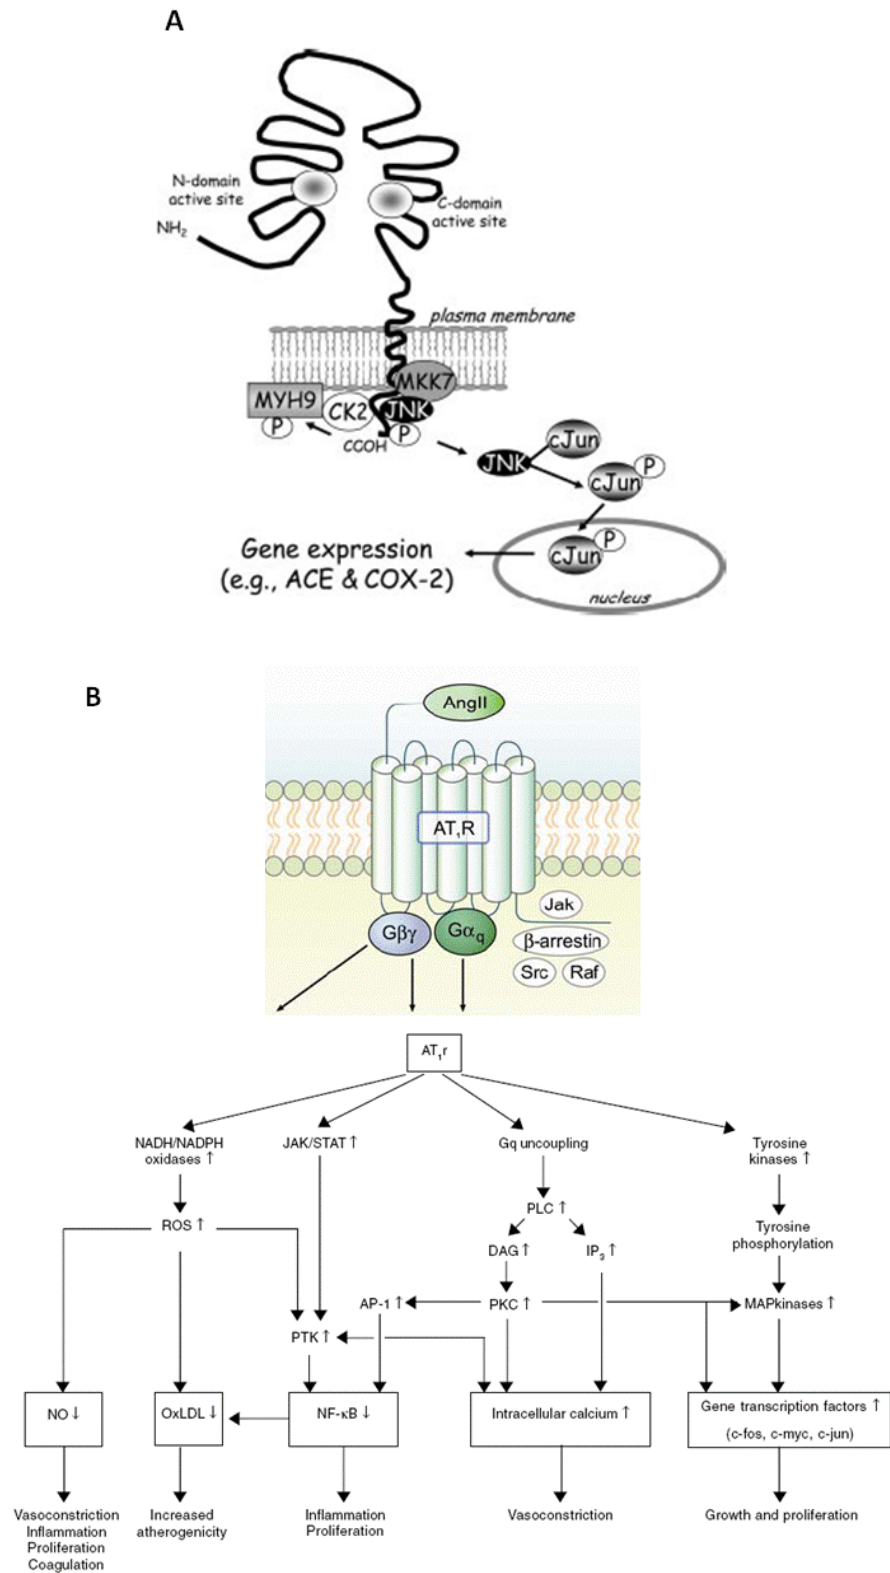 A
N-domain
active site
C-domain
active site
NH2
plasma membrane
MKK7
MYH9
CK2
JNK
P
COOH
P
JNK
cJun
cJun
P
cJun
P
Gene expression
(e.g., ACE & COX-2)
nucleus
B
AngII
AT1R
Jak
Gβγ
Gαq
β-arrestin
Src
Raf
AT1r
NADH/NADPH
oxidases ↑
JAK/STAT ↑
Gq uncoupling
Tyrosine
kinases ↑
ROS ↑
PLC ↑
Tyrosine
phosphorylation
DAG ↑
IP3 ↑
AP-1 ↑
PKC ↑
MAPkinases ↑
PTK ↑
NO ↓
OxLDL ↓
NF-κB ↓
Intracellular calcium ↑
Gene transcription factors ↑
(c-fos, c-myc, c-jun)
Vasoconstriction
Inflammation
Proliferation
Coagulation
Increased
atherogenicity
Inflammation
Proliferation
Vasoconstriction
Growth and proliferation